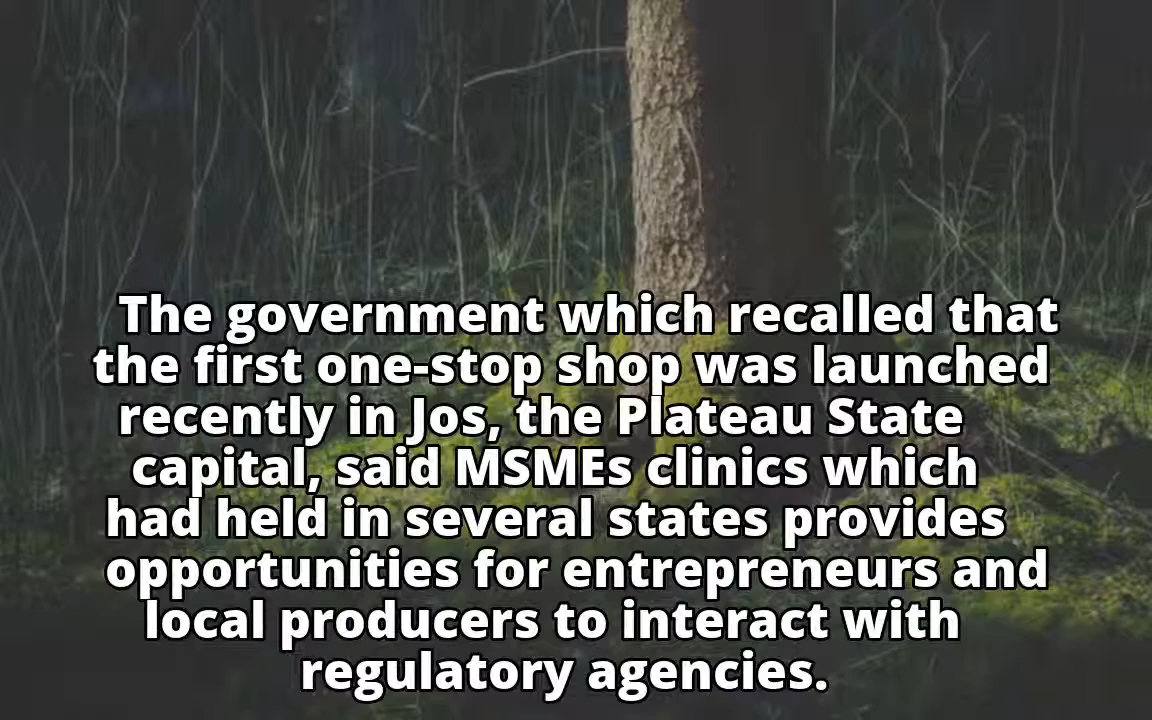 The government which recalled that
the first one-stop shop was launched
recently in Jos, the Plateau State
capital, said MSMEs clinics which
had held in several states provides
opportunities for entrepreneurs and
local producers to interact with
regulatory agencies.